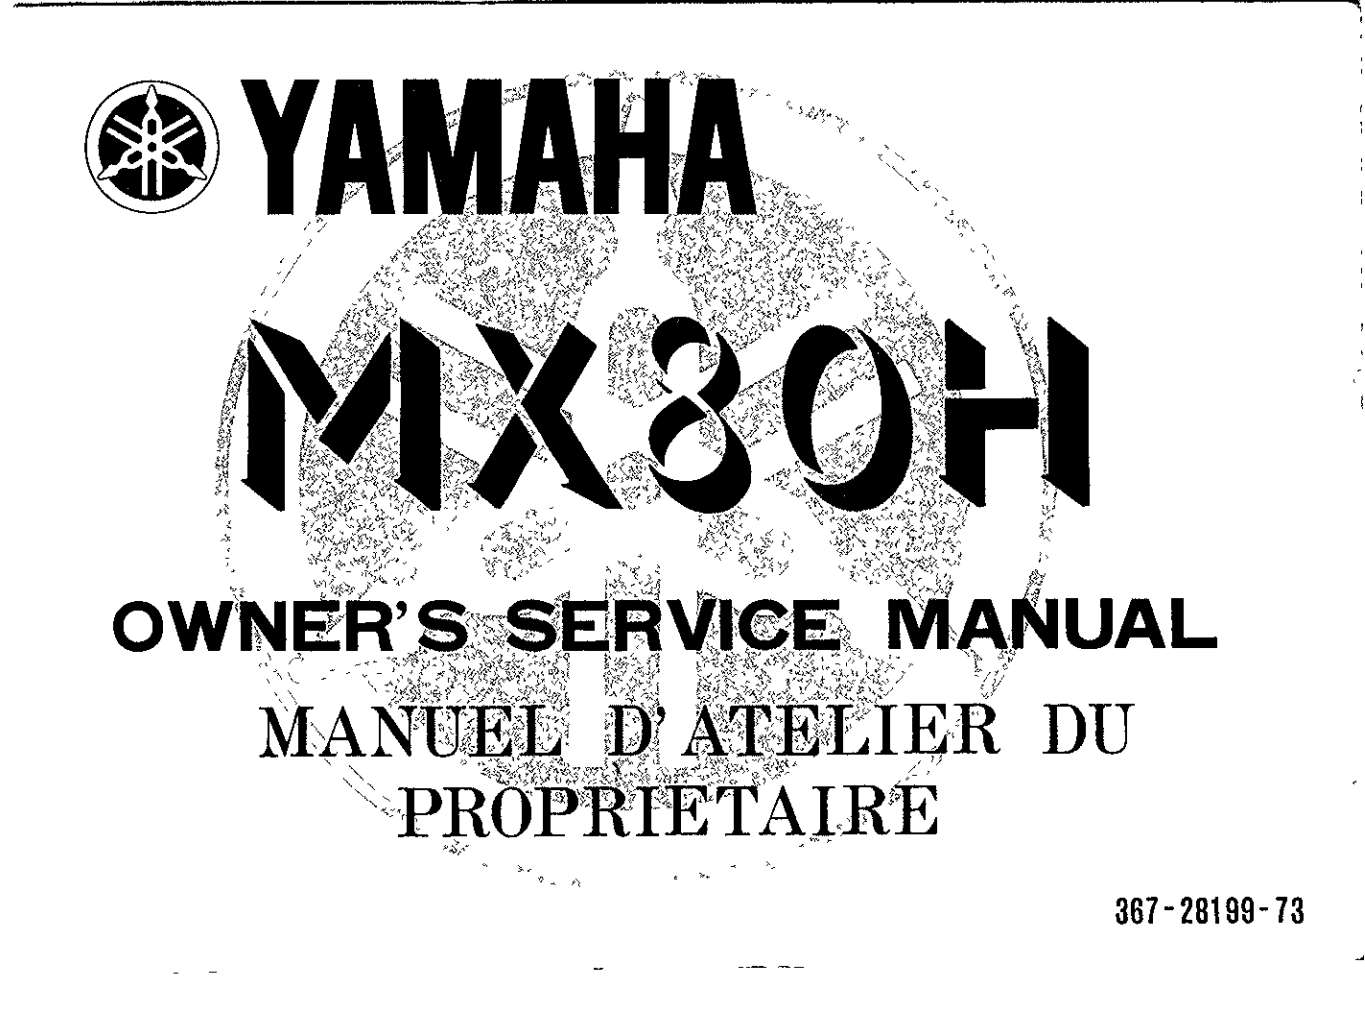 YAMAHA
MX80H
OWNER'S SERVICE MANUAL
MANUEL D'ATELIER DU
PROPRIETAIRE
367-28199-73